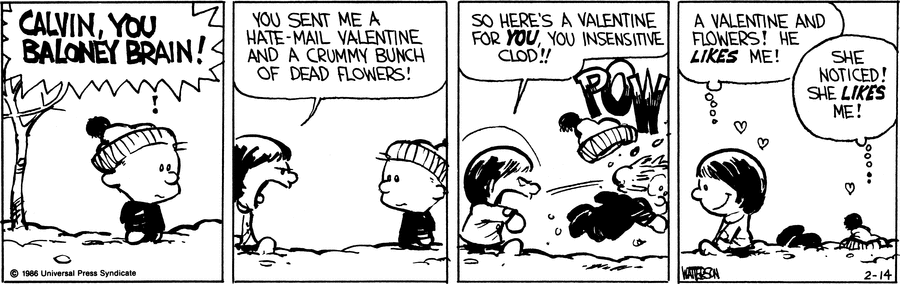 CALVIN, YOU
BALONEY BRAIN!
!
© 1986 Universal Press Syndicate
YOU SENT ME A
HATE-MAIL VALENTINE
AND A CRUMMY BUNCH
OF DEAD FLOWERS!
SO HERE'S A VALENTINE
FOR YOU, YOU INSENSITIVE
CLOD!!
POW
A VALENTINE AND
FLOWERS! HE
LIKES ME!
SHE
NOTICED!
SHE LIKES
ME!
WATTERSON
2-14